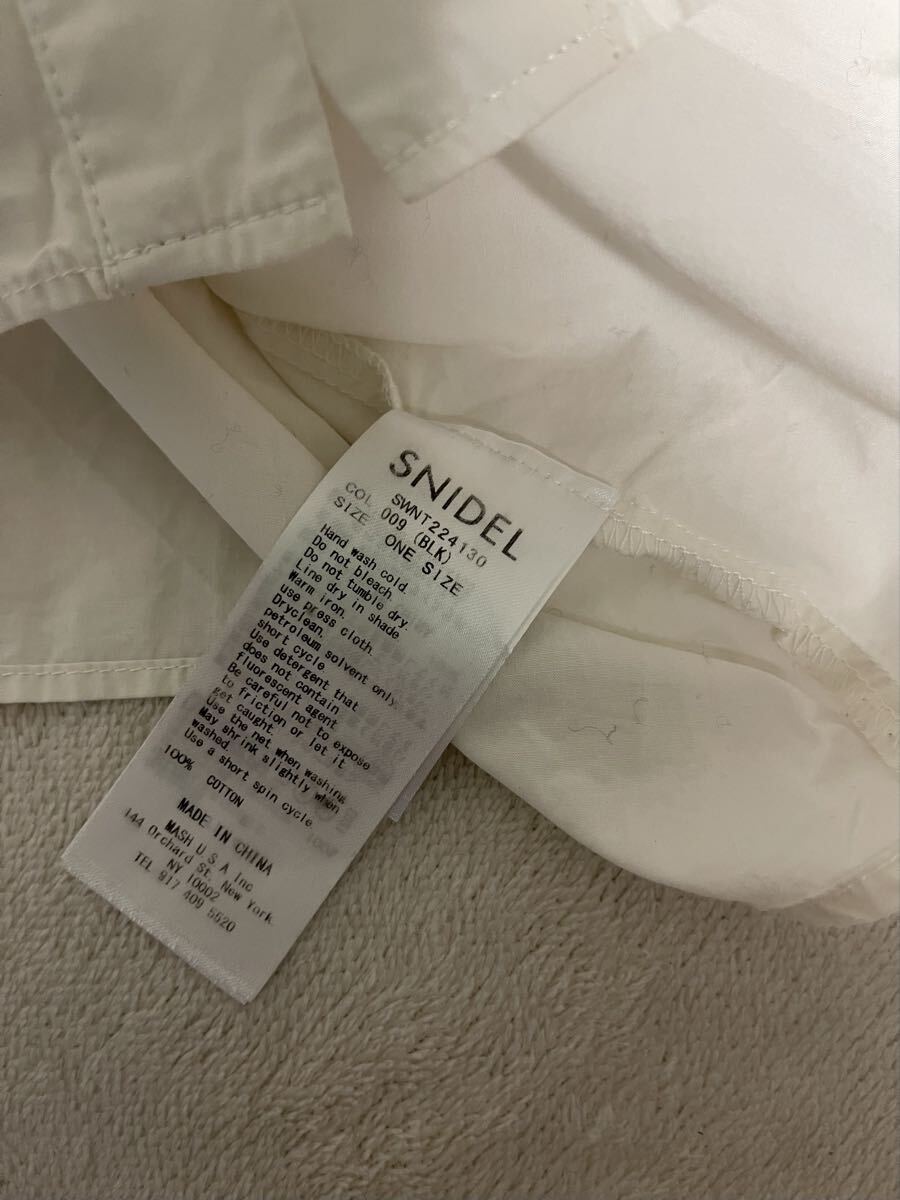 SNIDEL
SWNT224130
COL 009 (BLK)
SIZE ONE SIZE
Hand wash cold.
Do not bleach.
Do not tumble dry.
Line dry in shade.
Warm iron.
use press cloth.
Dryclean.
petroleum solvent only.
short cycle
Use detergent that
does not contain
fluorescent agent
Be careful not to expose
to friction or let it
get caught.
Use the net when washing
May shrink slightly when
washed.
Use a short spin cycle.
100% COTTON
MADE IN CHINA
MASH U S A Inc
144 Orchard St. New York.
NY 10002
TEL 917 409 5620